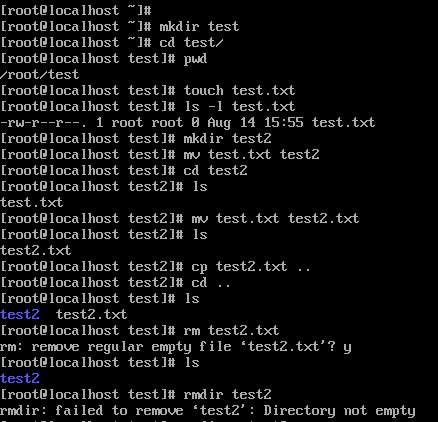 [root@localhost ~]#
[root@localhost ~]# mkdir test
[root@localhost ~]# cd test/
[root@localhost test]# pwd
/root/test
[root@localhost test]# touch test.txt
[root@localhost test]# ls -l test.txt
-rw-r--r--. 1 root root 0 Aug 14 15:55 test.txt
[root@localhost test]# mkdir test2
[root@localhost test]# mv test.txt test2
[root@localhost test]# cd test2
[root@localhost test2]# ls
test.txt
[root@localhost test2]# mv test.txt test2.txt
[root@localhost test2]# ls
test2.txt
[root@localhost test2]# cp test2.txt ..
[root@localhost test2]# cd ..
[root@localhost test]# ls
test2  test2.txt
[root@localhost test]# rm test2.txt
rm: remove regular empty file ‘test2.txt’? y
[root@localhost test]# ls
test2
[root@localhost test]# rmdir test2
rmdir: failed to remove ‘test2’: Directory not empty